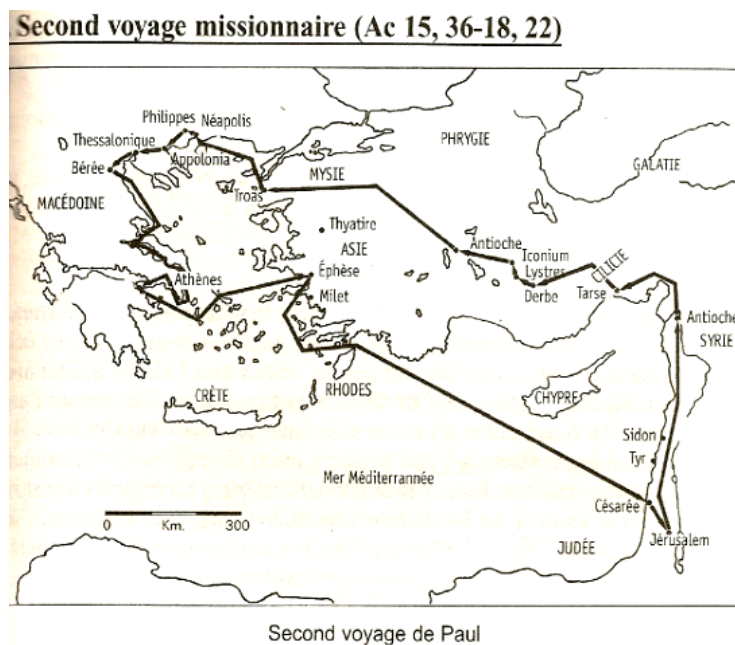 . Second voyage missionnaire (Ac 15, 36-18, 22)
Philippes
Néapolis
Thessalonique
Appolonia
Bérée
PHRYGIE
GALATIE
MYSIE
Troas
MACÉDOINE
Thyatire
ASIE
Antioche
Iconium
Lystres
CILICIE
Derbe
Tarse
Athènes
Éphèse
Milet
Antioche
SYRIE
CRÈTE
RHODES
CHYPRE
Sidon
Tyr
Mer Méditerrannée
Césarée
0 Km. 300
JUDÉE
Jérusalem
Second voyage de Paul